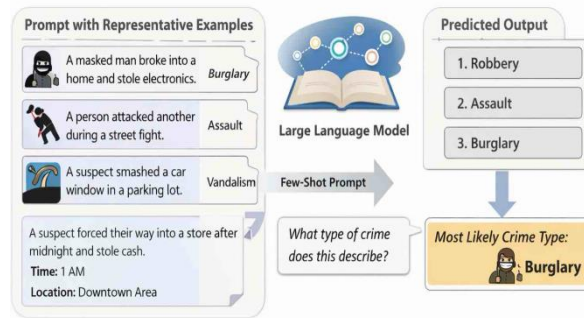 Prompt with Representative Examples
A masked man broke into a
home and stole electronics.
Burglary
A person attacked another
during a street fight.
Assault
A suspect smashed a car
window in a parking lot.
Vandalism
A suspect forced their way into a store after
midnight and stole cash.
Time: 1 AM
Location: Downtown Area
Large Language Model
Few-Shot Prompt
What type of crime
does this describe?
Predicted Output
1. Robbery
2. Assault
3. Burglary
Most Likely Crime Type:
Burglary